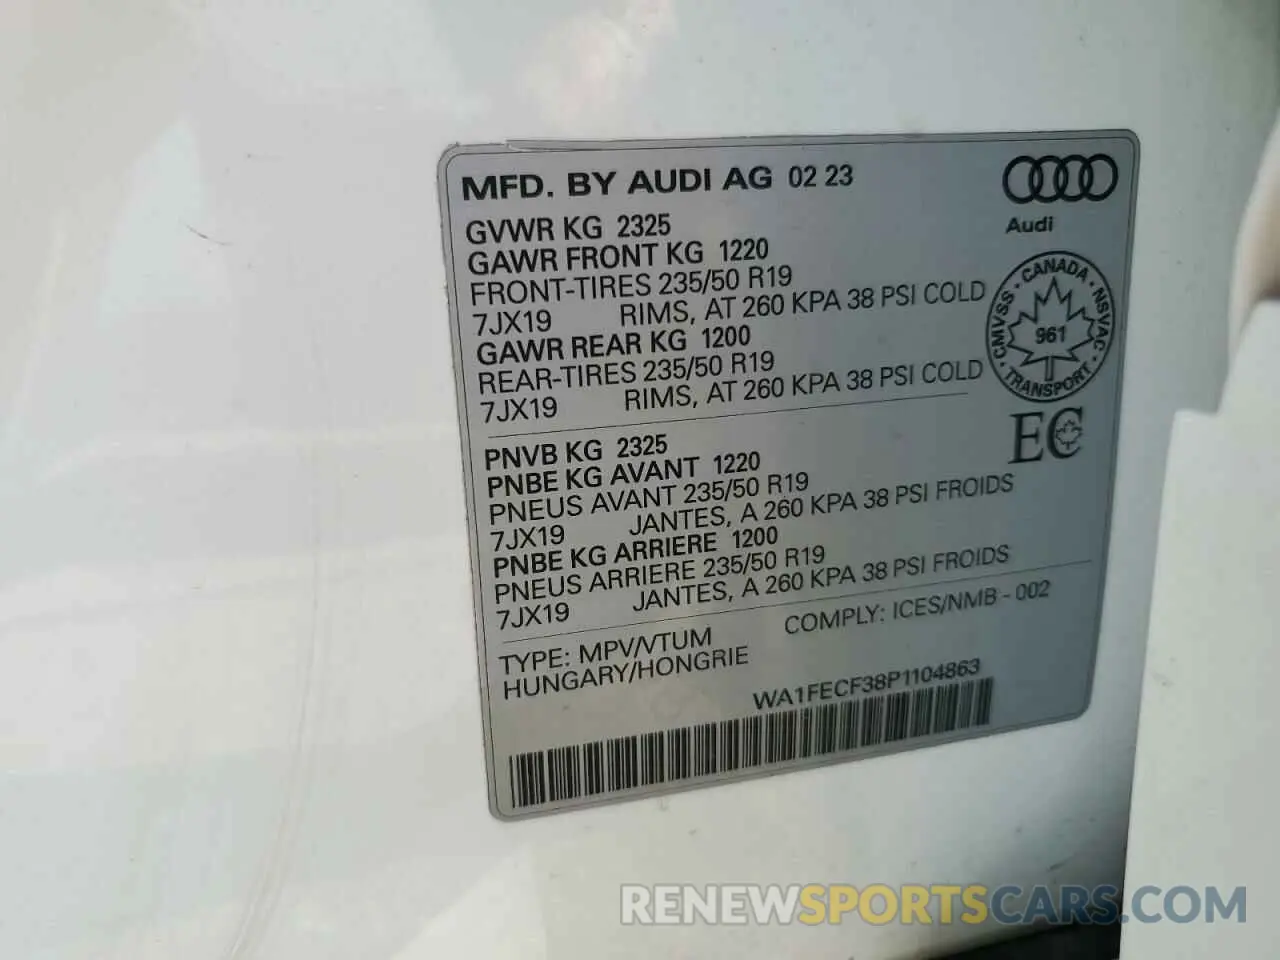 MFD. BY AUDI AG 02 23
Audi
GVWR KG 2325
GAWR FRONT KG 1220
FRONT-TIRES 235/50 R19
7JX19 RIMS, AT 260 KPA 38 PSI COLD
GAWR REAR KG 1200
REAR-TIRES 235/50 R19
7JX19 RIMS, AT 260 KPA 38 PSI COLD
CANADA · NSVAC · TRANSPORT · CMVSS ·
961
EC
PNVB KG 2325
PNBE KG AVANT 1220
PNEUS AVANT 235/50 R19
7JX19 JANTES, A 260 KPA 38 PSI FROIDS
PNBE KG ARRIERE 1200
PNEUS ARRIERE 235/50 R19
7JX19 JANTES, A 260 KPA 38 PSI FROIDS
TYPE: MPV/VTUM COMPLY: ICES/NMB - 002
HUNGARY/HONGRIE
WA1FECF38P1104863
RENEWSPORTSCARS.COM